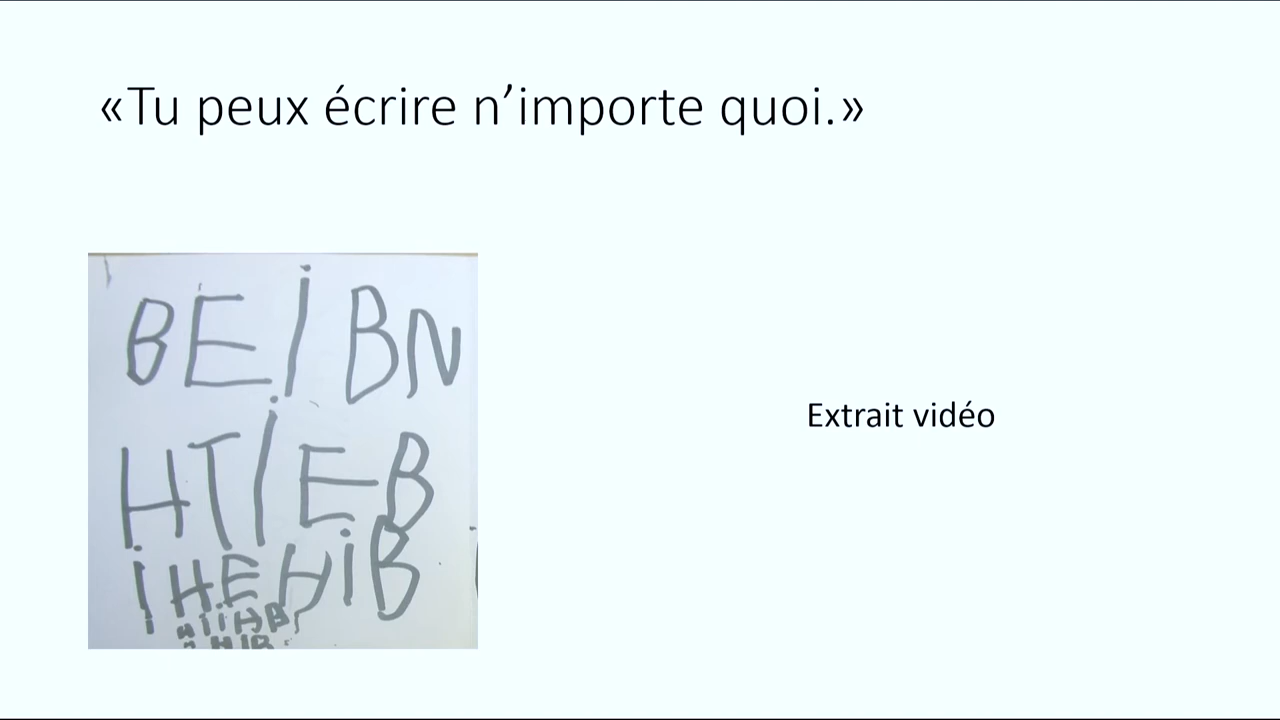 «Tu peux écrire n’importe quoi.»
BEiBN
HTiEB
iHEHiB
Extrait vidéo